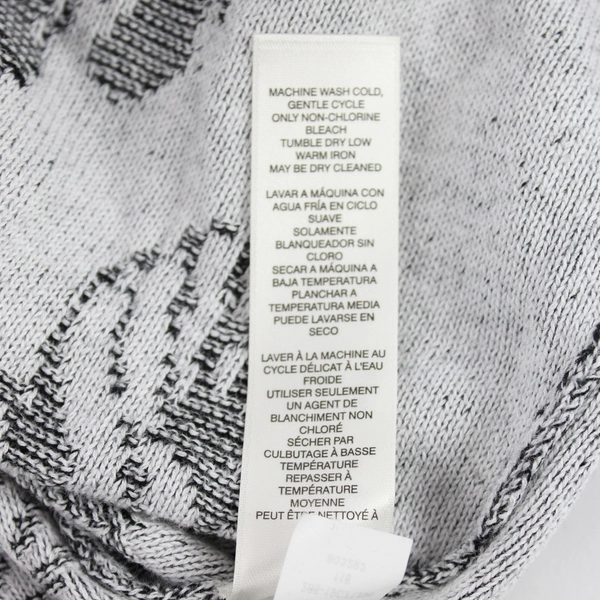 MACHINE WASH COLD,
GENTLE CYCLE
ONLY NON-CHLORINE
BLEACH
TUMBLE DRY LOW
WARM IRON
MAY BE DRY CLEANED
LAVAR A MÁQUINA CON
AGUA FRÍA EN CICLO
SUAVE
SOLAMENTE
BLANQUEADOR SIN
CLORO
SECAR A MÁQUINA A
BAJA TEMPERATURA
PLANCHAR A
TEMPERATURA MEDIA
PUEDE LAVARSE EN
SECO
LAVER À LA MACHINE AU
CYCLE DÉLICAT À L'EAU
FROIDE
UTILISER SEULEMENT
UN AGENT DE
BLANCHIMENT NON
CHLORÉ
SÉCHER PAR
CULBUTAGE À BASSE
TEMPÉRATURE
REPASSER À
TEMPÉRATURE
MOYENNE
PEUT ÊTRE NETTOYÉ À